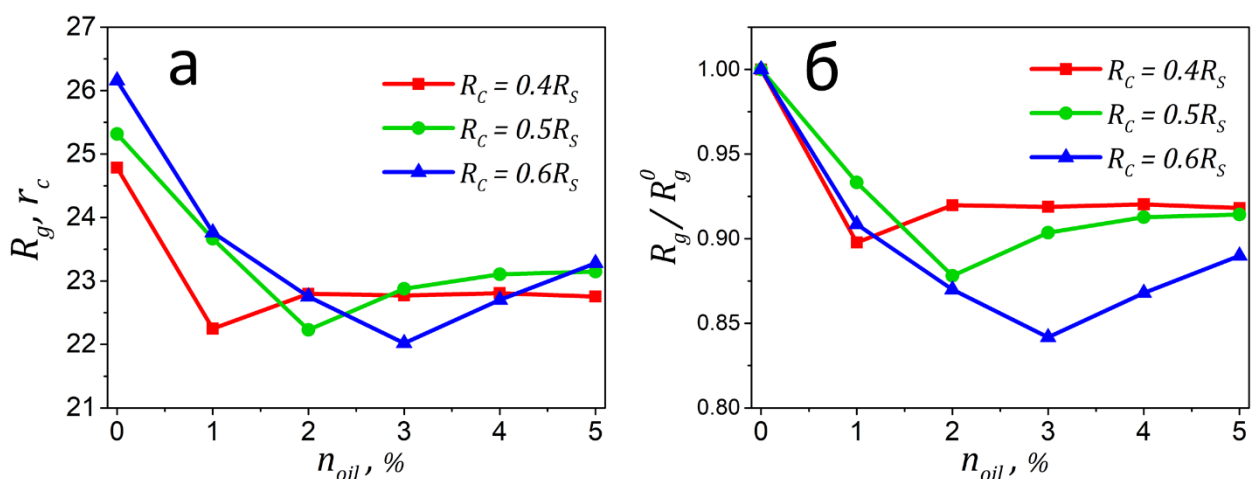 а
R_g, r_c
27
26
25
24
23
22
21
0 1 2 3 4 5
n_oil, %
R_C = 0.4R_S
R_C = 0.5R_S
R_C = 0.6R_S
б
R_g / R_g^0
1.00
0.95
0.90
0.85
0.80
0 1 2 3 4 5
n_oil, %
R_C = 0.4R_S
R_C = 0.5R_S
R_C = 0.6R_S